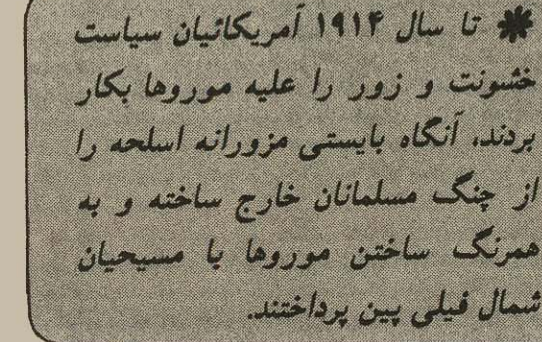 ✽ تا سال ۱۹۱۴ آمریکائیان سیاست
خشونت و زور را علیه موروها بکار
بردند. آنگاه بایستی مزورانه اسلحه را
از چنگ مسلمانان خارج ساخته و به
همرنگ ساختن موروها با مسیحیان
شمال فیلی پین پرداختند.